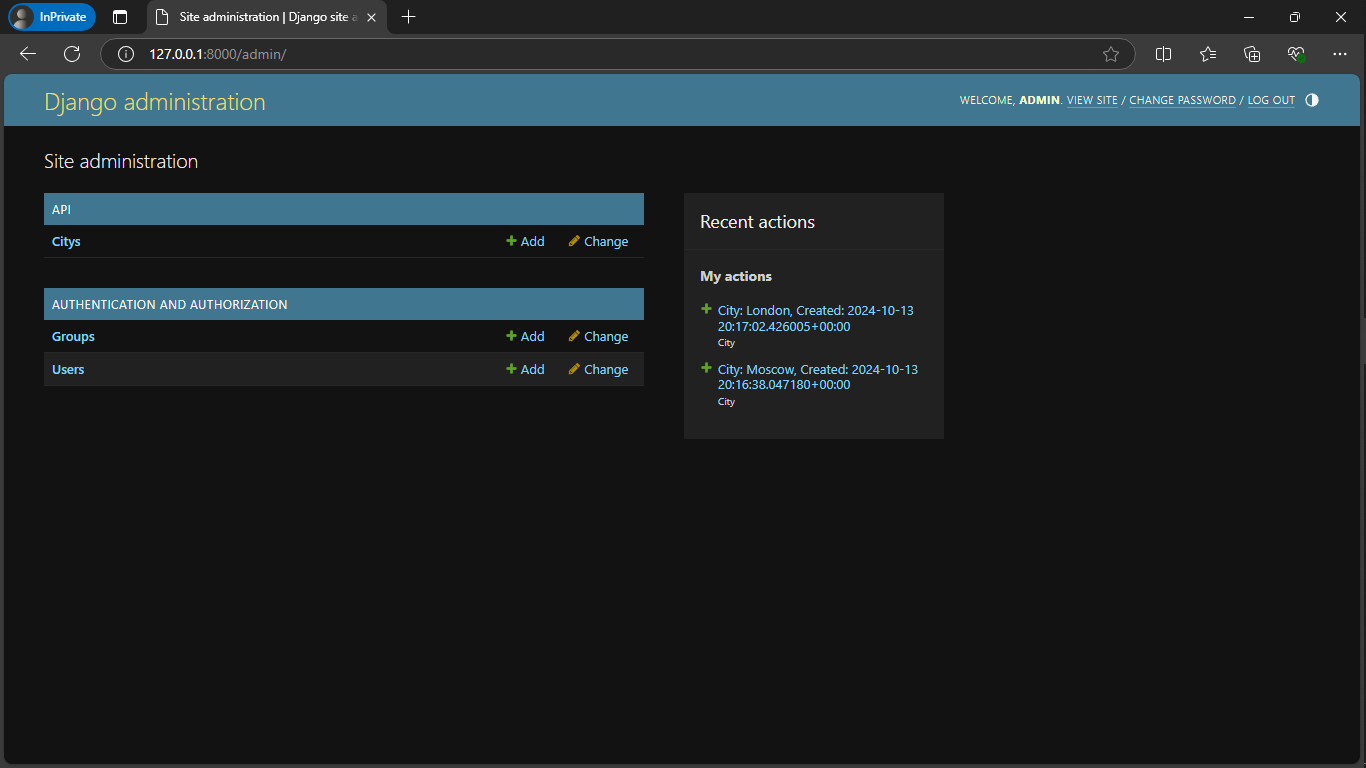 InPrivate
Site administration | Django site a
127.0.0.1:8000/admin/
Django administration
WELCOME, ADMIN. VIEW SITE / CHANGE PASSWORD / LOG OUT
Site administration
API
Citys Add Change
AUTHENTICATION AND AUTHORIZATION
Groups Add Change
Users Add Change
Recent actions
My actions
City: London, Created: 2024-10-13
20:17:02.426005+00:00
City
City: Moscow, Created: 2024-10-13
20:16:38.047180+00:00
City